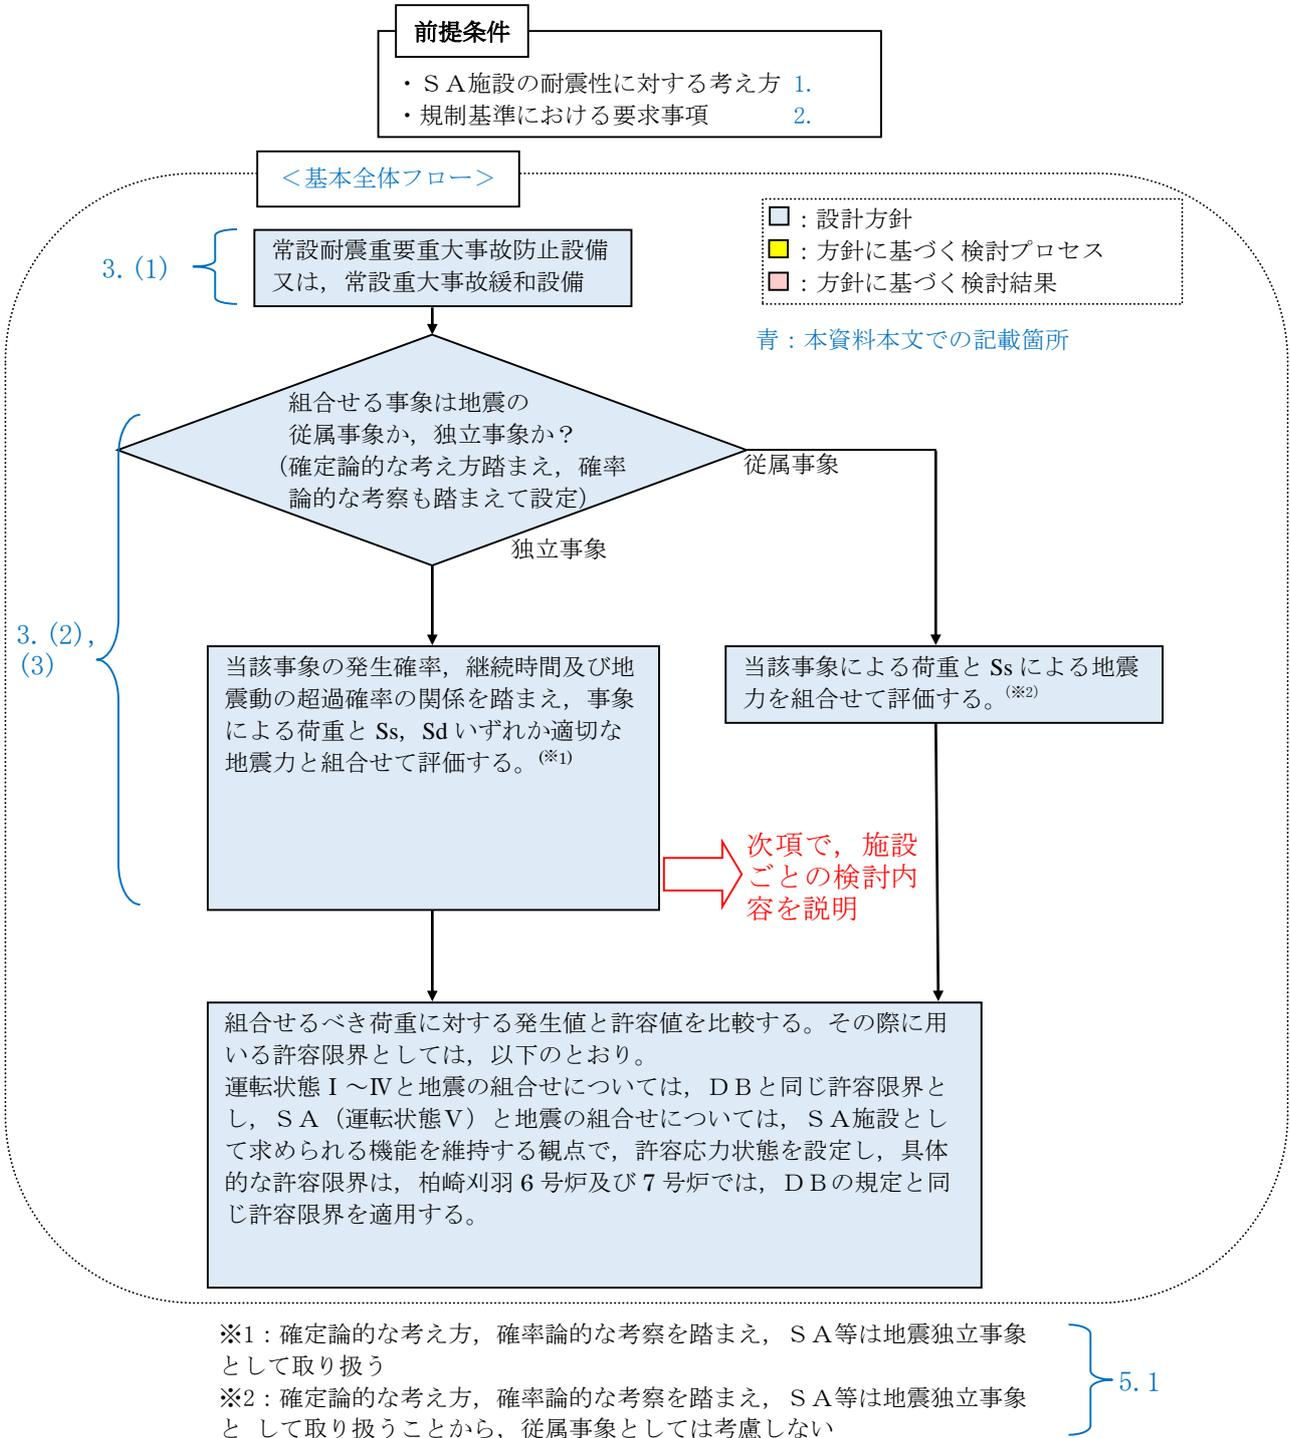 前提条件
・ＳＡ施設の耐震性に対する考え方 1.
・規制基準における要求事項 2.
＜基本全体フロー＞
：設計方針
：方針に基づく検討プロセス
：方針に基づく検討結果
青：本資料本文での記載箇所
3. (1)
常設耐震重要重大事故防止設備
又は，常設重大事故緩和設備
組合せる事象は地震の
従属事象か，独立事象か？
（確定論的な考え方踏まえ，確率
論的な考察も踏まえて設定）
従属事象
独立事象
3. (2),
(3)
当該事象の発生確率，継続時間及び地
震動の超過確率の関係を踏まえ，事象
による荷重と Ss，Sd いずれか適切な
地震力と組合せて評価する。(※1)
当該事象による荷重と Ss による地震
力を組合せて評価する。(※2)
次項で，施設
ごとの検討内
容を説明
組合せるべき荷重に対する発生値と許容値を比較する。その際に用
いる許容限界としては，以下のとおり。
運転状態Ⅰ～Ⅳと地震の組合せについては，ＤＢと同じ許容限界と
し，ＳＡ（運転状態Ⅴ）と地震の組合せについては，ＳＡ施設とし
て求められる機能を維持する観点で，許容応力状態を設定し，具体
的な許容限界は，柏崎刈羽 6 号炉及び 7 号炉では，ＤＢの規定と同
じ許容限界を適用する。
※1：確定論的な考え方，確率論的な考察を踏まえ，ＳＡ等は地震独立事象
として取り扱う
※2：確定論的な考え方，確率論的な考察を踏まえ，ＳＡ等は地震独立事象
と して取り扱うことから，従属事象としては考慮しない
5. 1